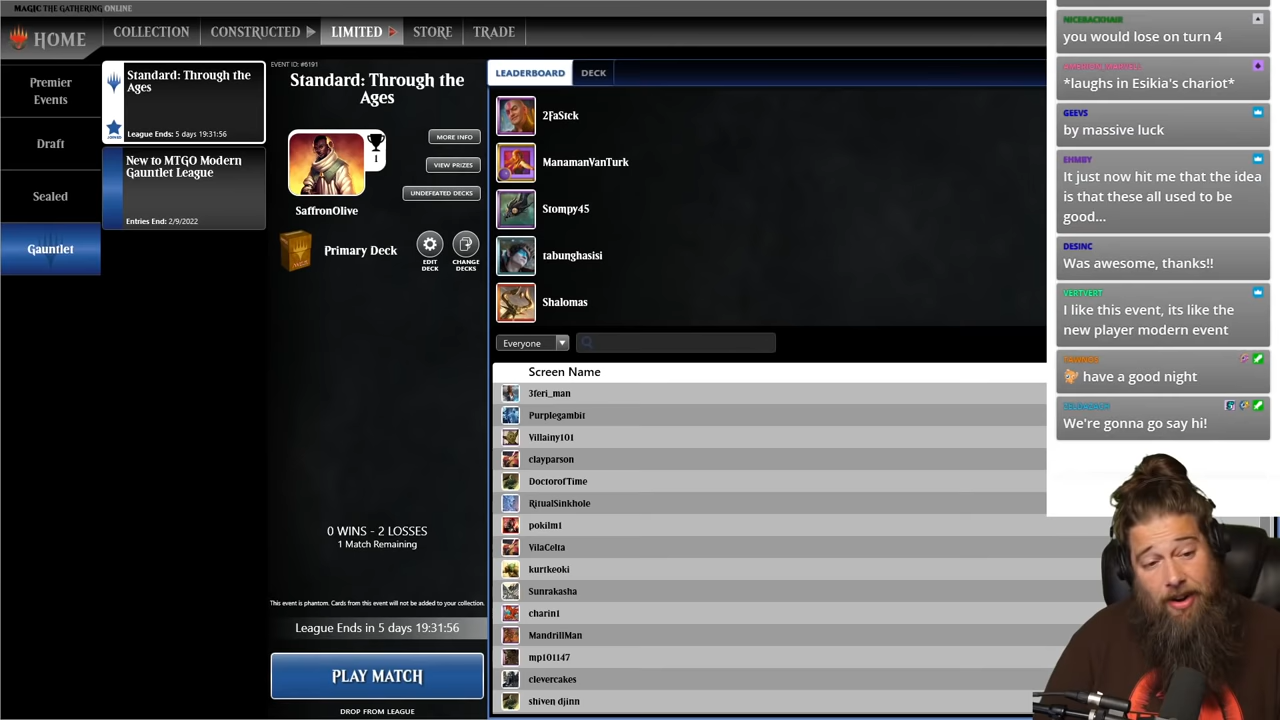 MAGIC THE GATHERING ONLINE
HOME
COLLECTION
CONSTRUCTED
LIMITED
STORE
TRADE
Premier
Events
Draft
Sealed
Gauntlet
Standard: Through the
Ages
JOINED
League Ends: 5 days 19:31:56
New to MTGO Modern
Gauntlet League
Entries End: 2/9/2022
EVENT ID: #6191
Standard: Through the
Ages
1
SaffronOlive
MORE INFO
VIEW PRIZES
UNDEFEATED DECKS
Primary Deck
EDIT
DECK
CHANGE
DECKS
0 WINS - 2 LOSSES
1 Match Remaining
This event is phantom. Cards from this event will not be added to your collection.
League Ends in 5 days 19:31:56
PLAY MATCH
DROP FROM LEAGUE
LEADERBOARD
DECK
2FaStck
ManamanVanTurk
Stompy45
tabunghasisi
Shalomas
Everyone
Screen Name
3feri_man
Purplegambit
Villainy101
clayparson
DoctorofTime
RitualSinkhole
pokilm1
VilaCelta
kurtkeoki
Sunrakasha
charin1
MandrillMan
mp101147
clevercakes
shiven djinn
NICEBACKHAIR
you would lose on turn 4
*laughs in Esikia's chariot*
GEEVS
by massive luck
EHMBY
It just now hit me that the idea
is that these all used to be
good...
DESINC
Was awesome, thanks!!
VERTVERT
I like this event, its like the
new player modern event
have a good night
We're gonna go say hi!